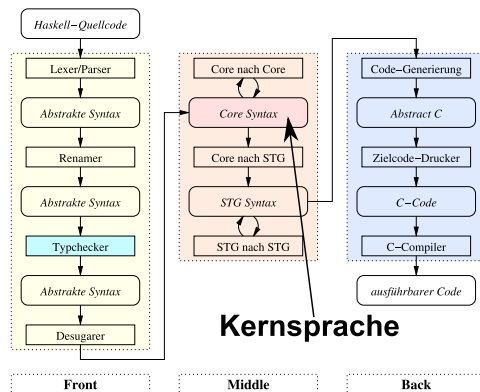 Haskell−Quellcode
Lexer/Parser
Abstrakte Syntax
Renamer
Abstrakte Syntax
Typchecker
Abstrakte Syntax
Desugarer
Front
Core nach Core
Core Syntax
Core nach STG
STG Syntax
STG nach STG
Kernsprache
Middle
Code−Generierung
Abstract C
Zielcode−Drucker
C−Code
C−Compiler
ausführbarer Code
Back